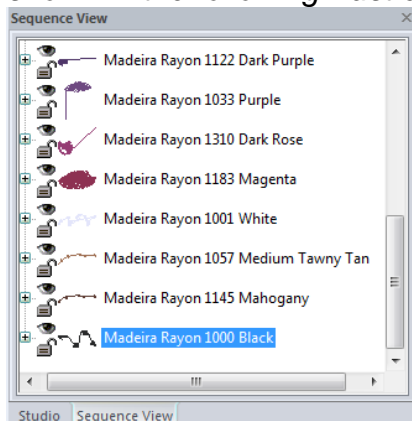 Sequence View
Madeira Rayon 1122 Dark Purple
Madeira Rayon 1033 Purple
Madeira Rayon 1310 Dark Rose
Madeira Rayon 1183 Magenta
Madeira Rayon 1001 White
Madeira Rayon 1057 Medium Tawny Tan
Madeira Rayon 1145 Mahogany
Madeira Rayon 1000 Black
Studio Sequence View